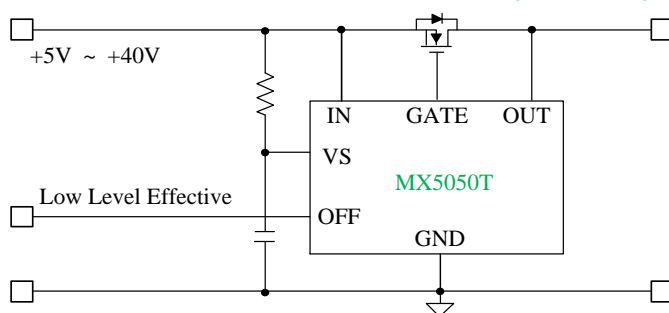 +5V ~ +40V
IN GATE OUT
VS
MX5050T
Low Level Effective
OFF
GND